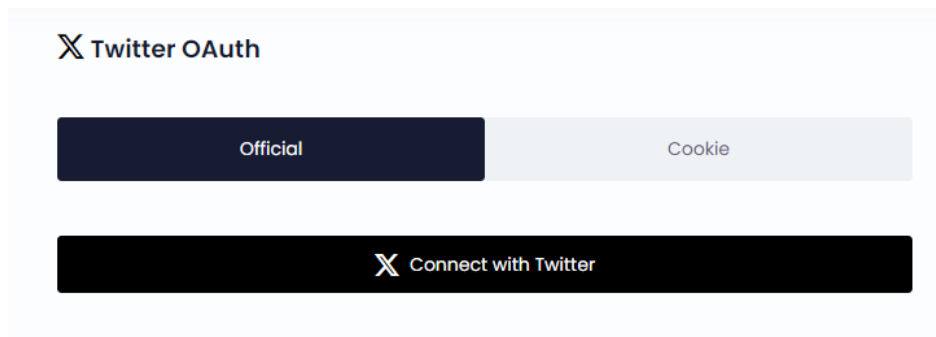 Twitter OAuth
Official
Cookie
Connect with Twitter